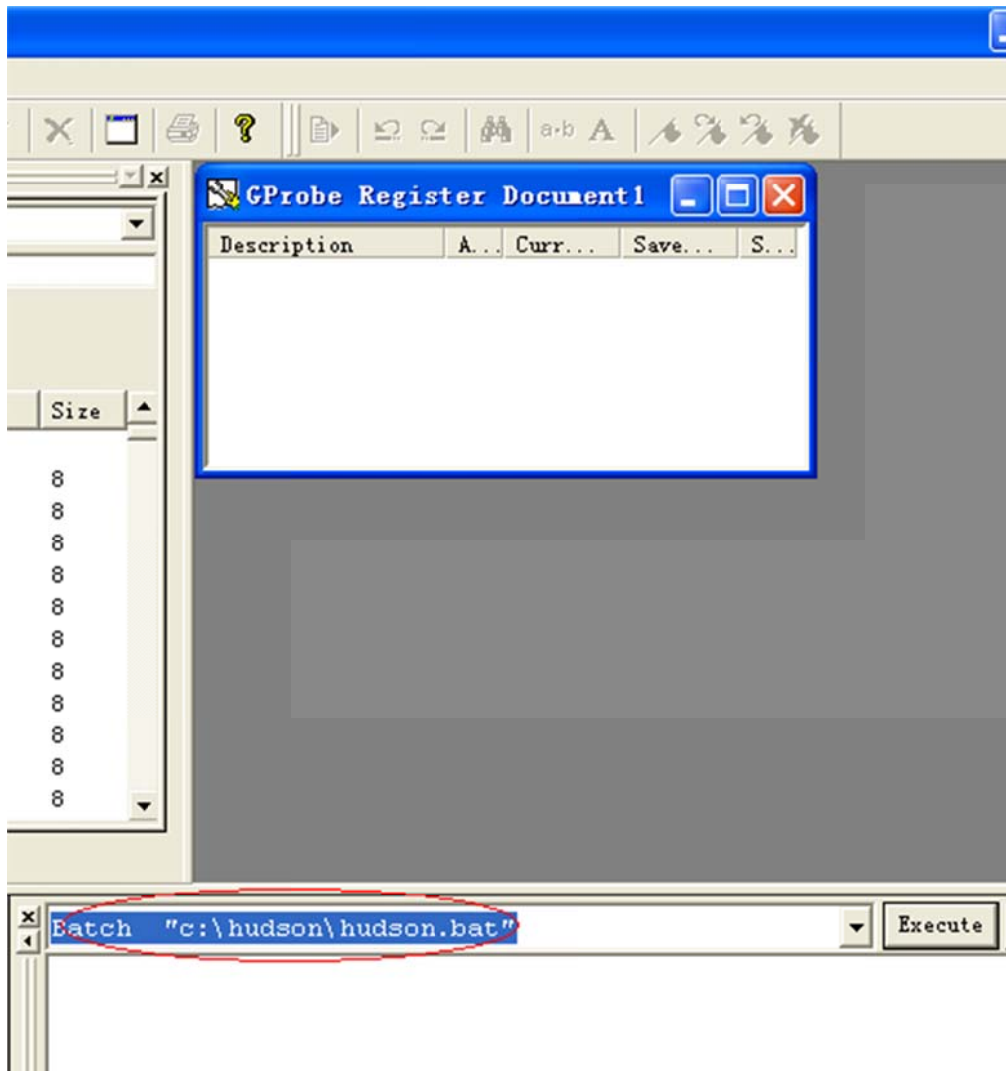 a·b A
GProbe Register Document1
Description A... Curr... Save... S...
Size
8
8
8
8
8
8
8
8
8
8
8
Batch "c:\hudson\hudson.bat"
Execute